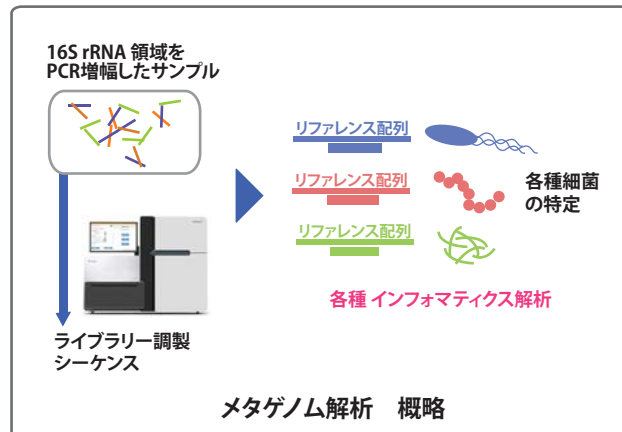 16S rRNA 領域を
PCR増幅したサンプル
リファレンス配列
リファレンス配列
各種細菌
の特定
リファレンス配列
各種 インフォマティクス解析
ライブラリー調製
シーケンス
メタゲノム解析 概略